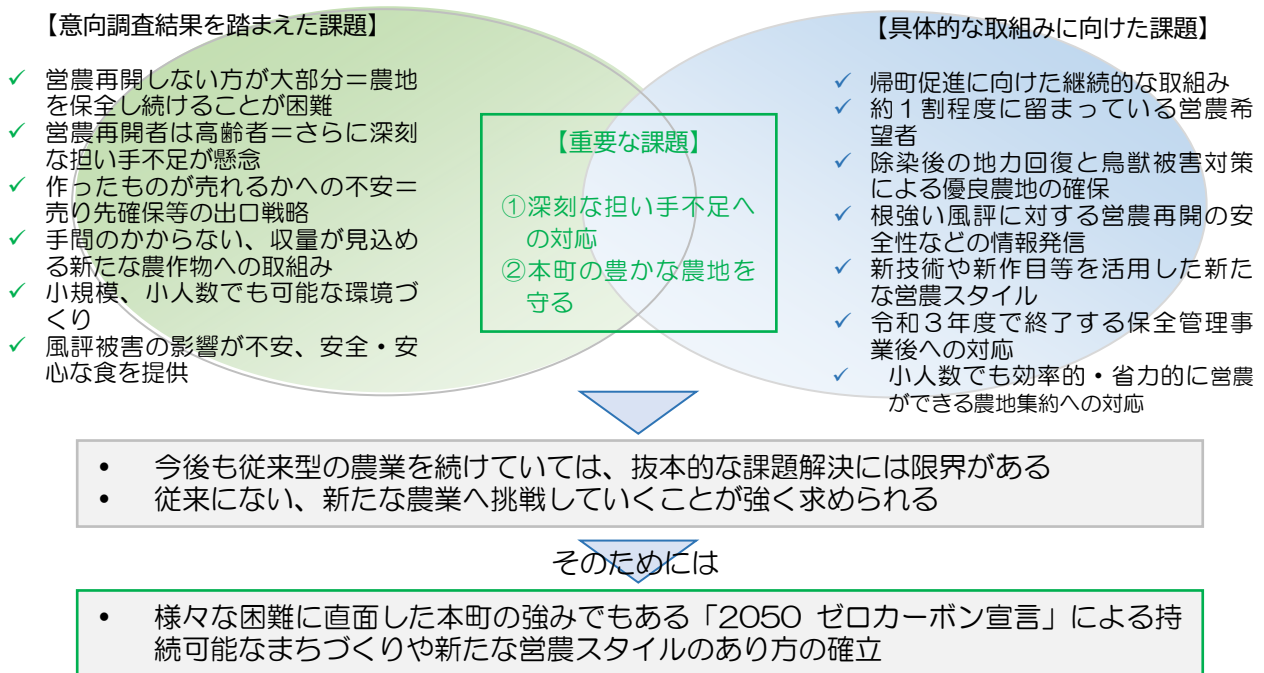 【意向調査結果を踏まえた課題】
✓ 営農再開しない方が大部分＝農地
を保全し続けることが困難
✓ 営農再開者は高齢者＝さらに深刻
な担い手不足が懸念
✓ 作ったものが売れるかへの不安＝
売り先確保等の出口戦略
✓ 手間のかからない、収量が見込め
る新たな農作物への取組み
✓ 小規模、小人数でも可能な環境づ
くり
✓ 風評被害の影響が不安、安全・安
心な食を提供
【重要な課題】
①深刻な担い手不足へ
の対応
②本町の豊かな農地を
守る
【具体的な取組みに向けた課題】
✓ 帰町促進に向けた継続的な取組み
✓ 約１割程度に留まっている営農希
望者
✓ 除染後の地力回復と鳥獣被害対策
による優良農地の確保
✓ 根強い風評に対する営農再開の安
全性などの情報発信
✓ 新技術や新作目等を活用した新た
な営農スタイル
✓ 令和３年度で終了する保全管理事
業後への対応
✓ 小人数でも効率的・省力的に営農
ができる農地集約への対応
• 今後も従来型の農業を続けていては、抜本的な課題解決には限界がある
• 従来にない、新たな農業へ挑戦していくことが強く求められる
そのためには
• 様々な困難に直面した本町の強みでもある「2050 ゼロカーボン宣言」による持
続可能なまちづくりや新たな営農スタイルのあり方の確立